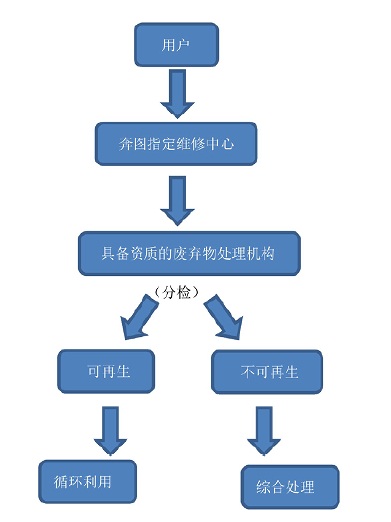 用户
奔图指定维修中心
具备资质的废弃物处理机构
（分检）
可再生
不可再生
循环利用
综合处理